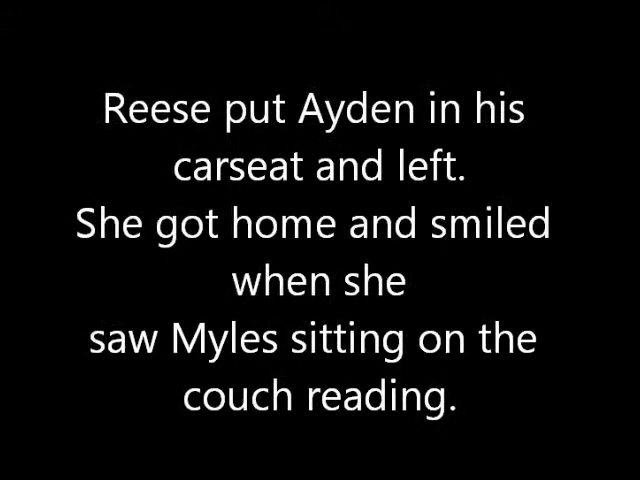 Reese put Ayden in his
carseat and left.
She got home and smiled
when she
saw Myles sitting on the
couch reading.